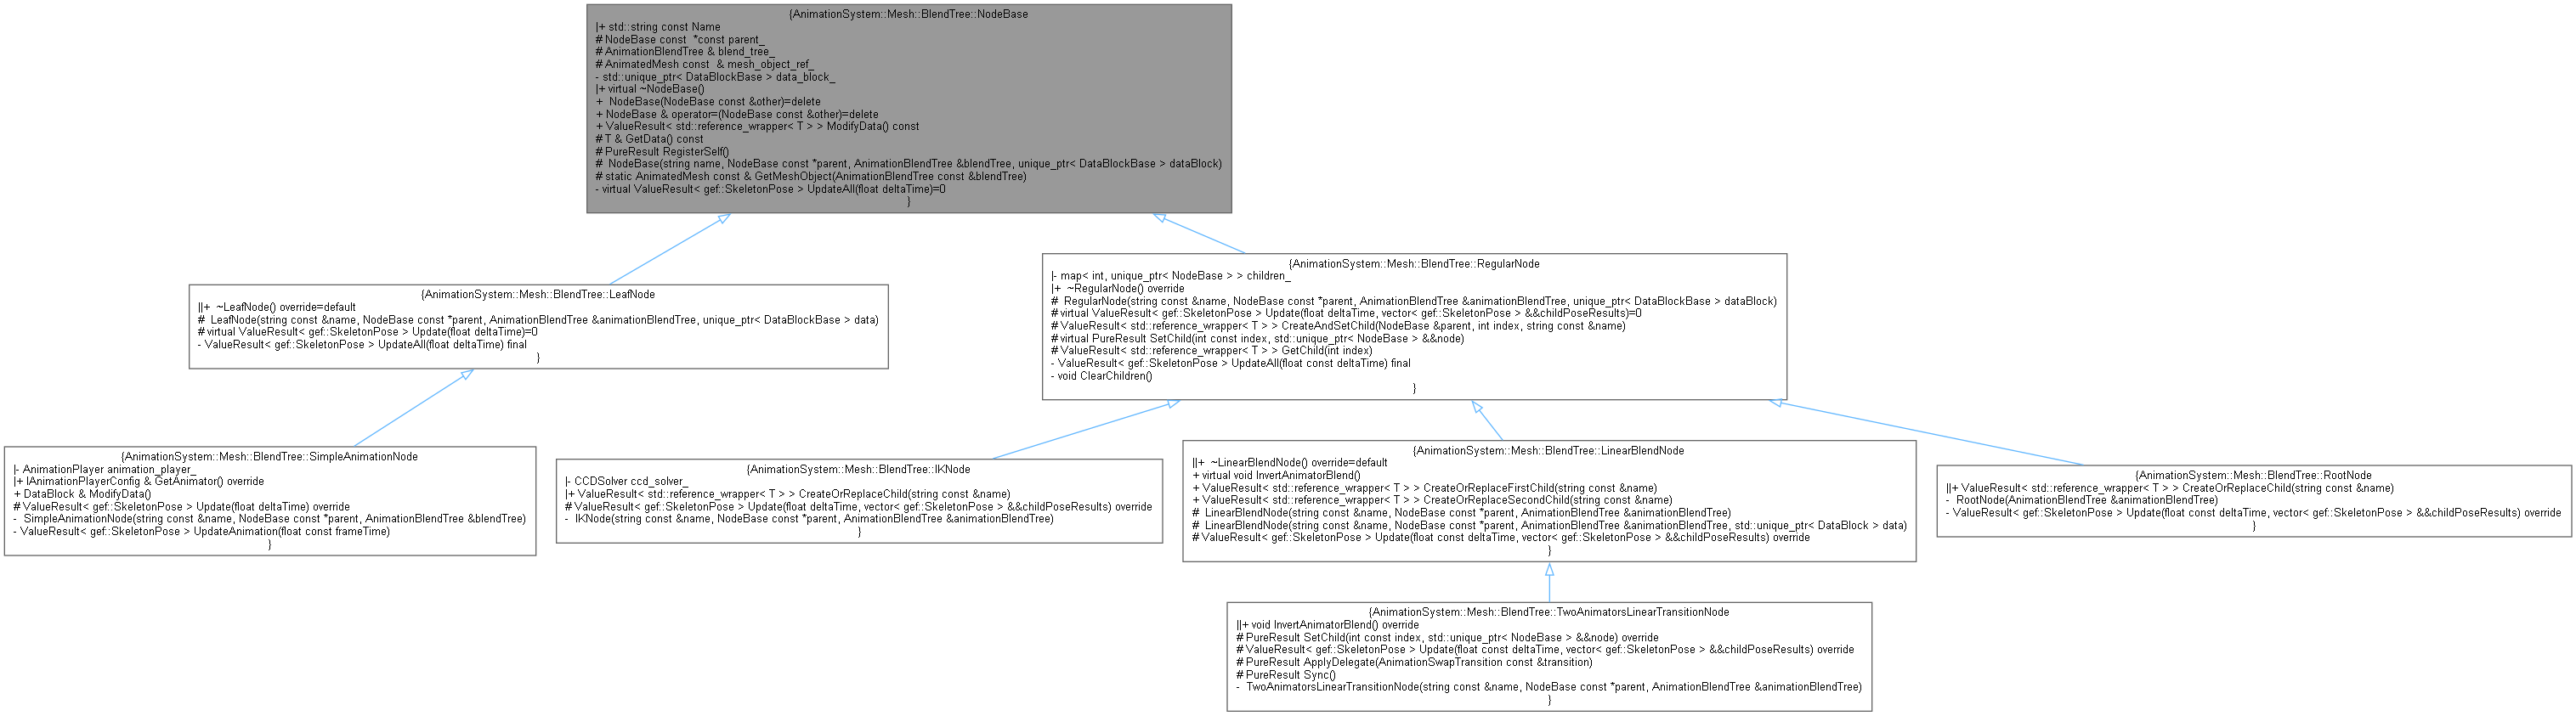 {AnimationSystem::Mesh::BlendTree::NodeBase
|+ std::string const Name
# NodeBase const  *const parent_
# AnimationBlendTree & blend_tree_
# AnimatedMesh const  & mesh_object_ref_
- std::unique_ptr< DataBlockBase > data_block_
|+ virtual ~NodeBase()
+  NodeBase(NodeBase const &other)=delete
+ NodeBase & operator=(NodeBase const &other)=delete
+ ValueResult< std::reference_wrapper< T > > ModifyData() const
# T & GetData() const
# PureResult RegisterSelf()
#  NodeBase(string name, NodeBase const *parent, AnimationBlendTree &blendTree, unique_ptr< DataBlockBase > dataBlock)
# static AnimatedMesh const & GetMeshObject(AnimationBlendTree const &blendTree)
- virtual ValueResult< gef::SkeletonPose > UpdateAll(float deltaTime)=0
}
{AnimationSystem::Mesh::BlendTree::LeafNode
||+  ~LeafNode() override=default
#  LeafNode(string const &name, NodeBase const *parent, AnimationBlendTree &animationBlendTree, unique_ptr< DataBlockBase > data)
# virtual ValueResult< gef::SkeletonPose > Update(float deltaTime)=0
- ValueResult< gef::SkeletonPose > UpdateAll(float deltaTime) final
}
{AnimationSystem::Mesh::BlendTree::RegularNode
|- map< int, unique_ptr< NodeBase > > children_
|+  ~RegularNode() override
#  RegularNode(string const &name, NodeBase const *parent, AnimationBlendTree &animationBlendTree, unique_ptr< DataBlockBase > dataBlock)
# virtual ValueResult< gef::SkeletonPose > Update(float deltaTime, vector< gef::SkeletonPose > &&childPoseResults)=0
# ValueResult< std::reference_wrapper< T > > CreateAndSetChild(NodeBase &parent, int index, string const &name)
# virtual PureResult SetChild(int const index, std::unique_ptr< NodeBase > &&node)
# ValueResult< std::reference_wrapper< T > > GetChild(int index)
- ValueResult< gef::SkeletonPose > UpdateAll(float const deltaTime) final
- void ClearChildren()
}
{AnimationSystem::Mesh::BlendTree::SimpleAnimationNode
|- AnimationPlayer animation_player_
|+ IAnimationPlayerConfig & GetAnimator() override
+ DataBlock & ModifyData()
# ValueResult< gef::SkeletonPose > Update(float deltaTime) override
-  SimpleAnimationNode(string const &name, NodeBase const *parent, AnimationBlendTree &blendTree)
- ValueResult< gef::SkeletonPose > UpdateAnimation(float const frameTime)
}
{AnimationSystem::Mesh::BlendTree::IKNode
|- CCDSolver ccd_solver_
|+ ValueResult< std::reference_wrapper< T > > CreateOrReplaceChild(string const &name)
# ValueResult< gef::SkeletonPose > Update(float deltaTime, vector< gef::SkeletonPose > &&childPoseResults) override
-  IKNode(string const &name, NodeBase const *parent, AnimationBlendTree &animationBlendTree)
}
{AnimationSystem::Mesh::BlendTree::LinearBlendNode
||+  ~LinearBlendNode() override=default
+ virtual void InvertAnimatorBlend()
+ ValueResult< std::reference_wrapper< T > > CreateOrReplaceFirstChild(string const &name)
+ ValueResult< std::reference_wrapper< T > > CreateOrReplaceSecondChild(string const &name)
#  LinearBlendNode(string const &name, NodeBase const *parent, AnimationBlendTree &animationBlendTree)
#  LinearBlendNode(string const &name, NodeBase const *parent, AnimationBlendTree &animationBlendTree, std::unique_ptr< DataBlock > data)
# ValueResult< gef::SkeletonPose > Update(float const deltaTime, vector< gef::SkeletonPose > &&childPoseResults) override
}
{AnimationSystem::Mesh::BlendTree::RootNode
||+ ValueResult< std::reference_wrapper< T > > CreateOrReplaceChild(string const &name)
-  RootNode(AnimationBlendTree &animationBlendTree)
- ValueResult< gef::SkeletonPose > Update(float const deltaTime, vector< gef::SkeletonPose > &&childPoseResults) override
}
{AnimationSystem::Mesh::BlendTree::TwoAnimatorsLinearTransitionNode
||+ void InvertAnimatorBlend() override
# PureResult SetChild(int const index, std::unique_ptr< NodeBase > &&node) override
# ValueResult< gef::SkeletonPose > Update(float const deltaTime, vector< gef::SkeletonPose > &&childPoseResults) override
# PureResult ApplyDelegate(AnimationSwapTransition const &transition)
# PureResult Sync()
-  TwoAnimatorsLinearTransitionNode(string const &name, NodeBase const *parent, AnimationBlendTree &animationBlendTree)
}